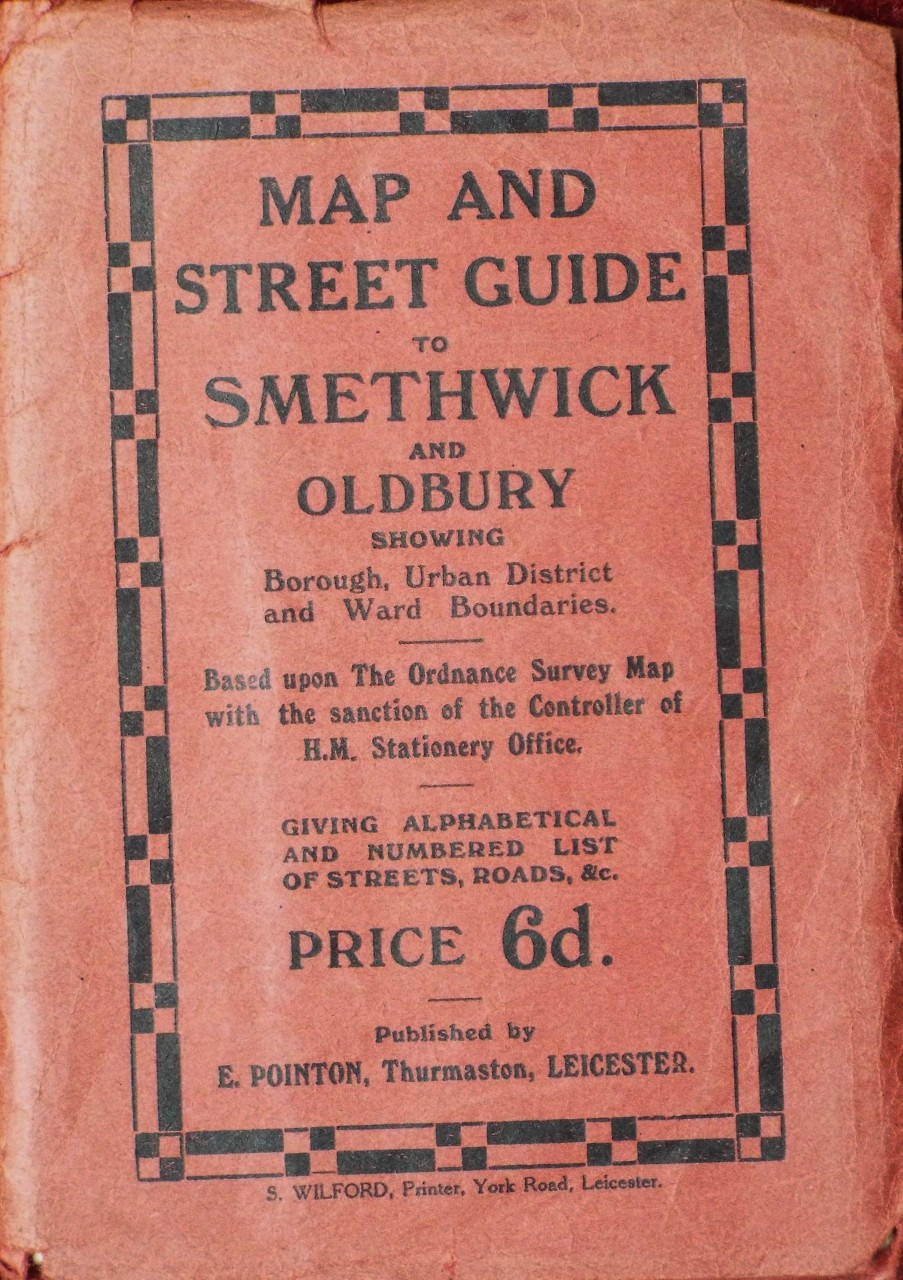 MAP AND
STREET GUIDE
TO
SMETHWICK
AND
OLDBURY
SHOWING
Borough, Urban District
and Ward Boundaries.
Based upon The Ordnance Survey Map
with the sanction of the Controller of
H.M. Stationery Office.
GIVING ALPHABETICAL
AND NUMBERED LIST
OF STREETS, ROADS, &c.
PRICE 6d.
Published by
E. POINTON, Thurmaston, LEICESTER.
S. WILFORD, Printer, York Road, Leicester.